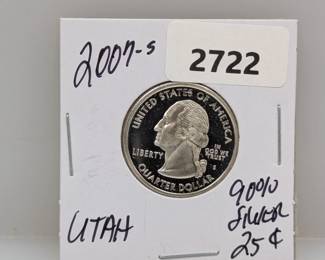 2007-S
2722
UNITED STATES OF AMERICA
LIBERTY
IN
GOD WE
TRUST
S
QUARTER DOLLAR
UTAH
90%
SILVER
25¢